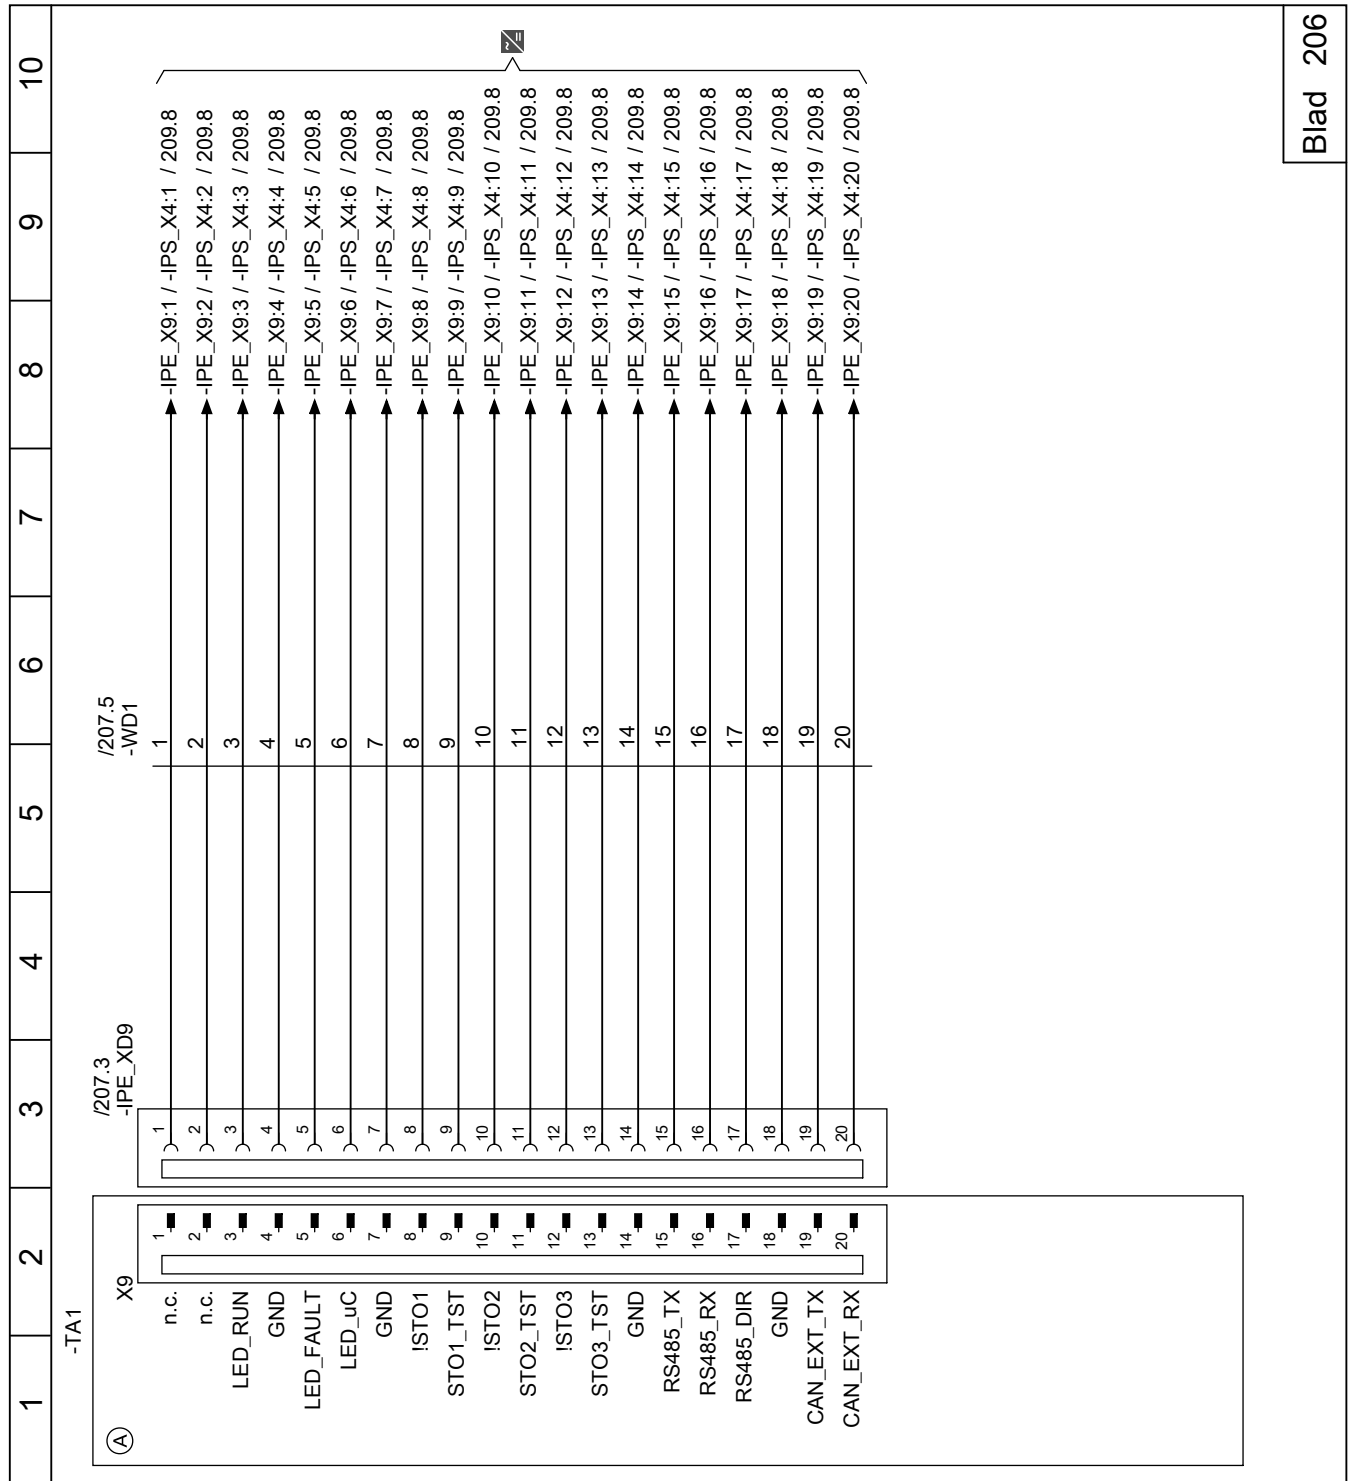 1 2 3 4 5 6 7 8 9 10
-TA1
A
X9
/207.3
-IPE_XD9
/207.5
-WD1
n.c. 1 1 1 -IPE_X9:1 / -IPS_X4:1 / 209.8
n.c. 2 2 2 -IPE_X9:2 / -IPS_X4:2 / 209.8
LED_RUN 3 3 3 -IPE_X9:3 / -IPS_X4:3 / 209.8
GND 4 4 4 -IPE_X9:4 / -IPS_X4:4 / 209.8
LED_FAULT 5 5 5 -IPE_X9:5 / -IPS_X4:5 / 209.8
LED_uC 6 6 6 -IPE_X9:6 / -IPS_X4:6 / 209.8
GND 7 7 7 -IPE_X9:7 / -IPS_X4:7 / 209.8
!STO1 8 8 8 -IPE_X9:8 / -IPS_X4:8 / 209.8
STO1_TST 9 9 9 -IPE_X9:9 / -IPS_X4:9 / 209.8
!STO2 10 10 10 -IPE_X9:10 / -IPS_X4:10 / 209.8
STO2_TST 11 11 11 -IPE_X9:11 / -IPS_X4:11 / 209.8
!STO3 12 12 12 -IPE_X9:12 / -IPS_X4:12 / 209.8
STO3_TST 13 13 13 -IPE_X9:13 / -IPS_X4:13 / 209.8
GND 14 14 14 -IPE_X9:14 / -IPS_X4:14 / 209.8
RS485_TX 15 15 15 -IPE_X9:15 / -IPS_X4:15 / 209.8
RS485_RX 16 16 16 -IPE_X9:16 / -IPS_X4:16 / 209.8
RS485_DIR 17 17 17 -IPE_X9:17 / -IPS_X4:17 / 209.8
GND 18 18 18 -IPE_X9:18 / -IPS_X4:18 / 209.8
CAN_EXT_TX 19 19 19 -IPE_X9:19 / -IPS_X4:19 / 209.8
CAN_EXT_RX 20 20 20 -IPE_X9:20 / -IPS_X4:20 / 209.8
~/=
Blad 206